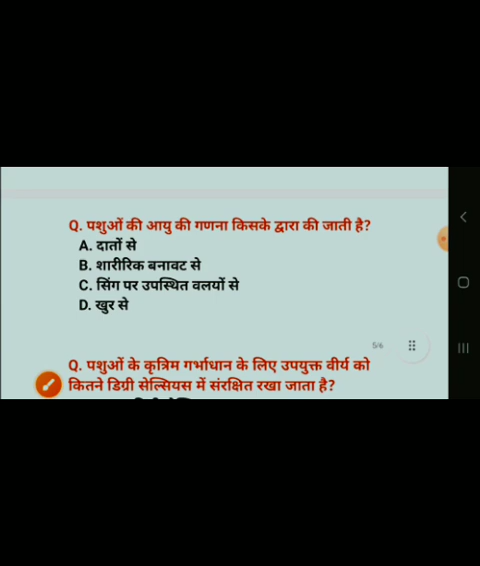 Q. पशुओं की आयु की गणना किसके द्वारा की जाती है?
A. दातों से
B. शारीरिक बनावट से
C. सिंग पर उपस्थित वलयों से
D. खुर से
5/6
Q. पशुओं के कृत्रिम गर्भाधान के लिए उपयुक्त वीर्य को
कितने डिग्री सेल्सियस में संरक्षित रखा जाता है?